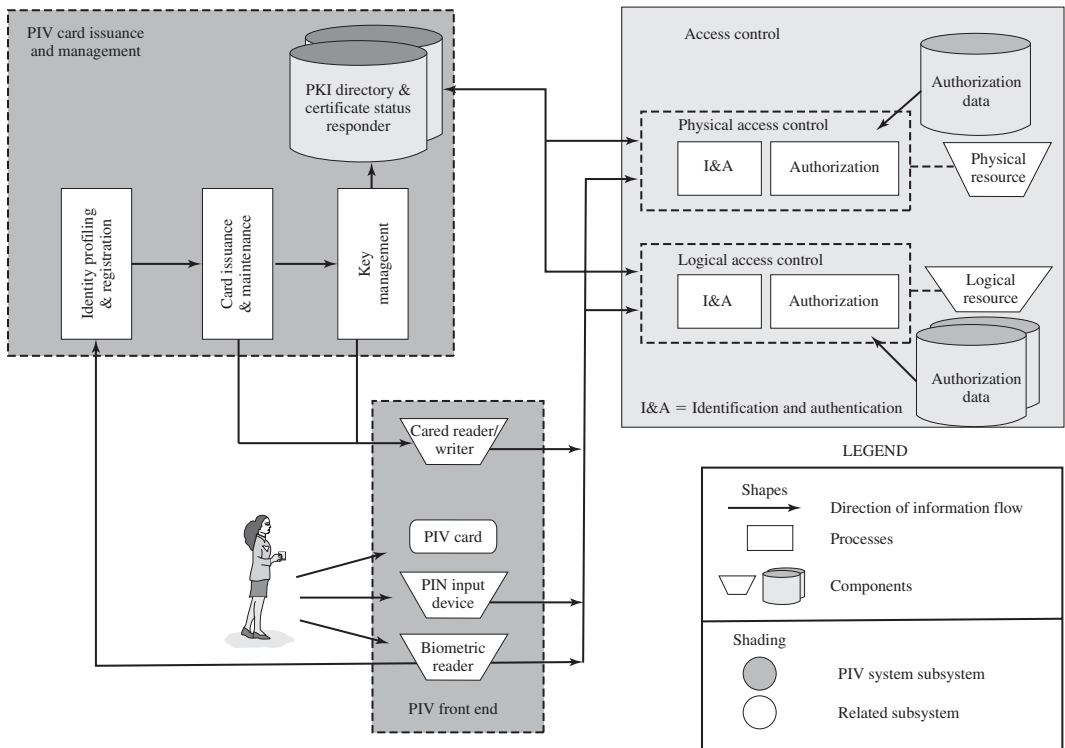 PIV card issuance
and management
PKI directory &
certificate status
responder
Identity profiling
& registration
Card issuance
& maintenance
Key
management
Access control
Authorization
data
Physical access control
I&A
Authorization
Physical
resource
Logical access control
I&A
Authorization
Logical
resource
Authorization
data
I&A = Identification and authentication
Cared reader/
writer
PIV card
PIN input
device
Biometric
reader
PIV front end
LEGEND
Shapes
Direction of information flow
Processes
Components
Shading
PIV system subsystem
Related subsystem